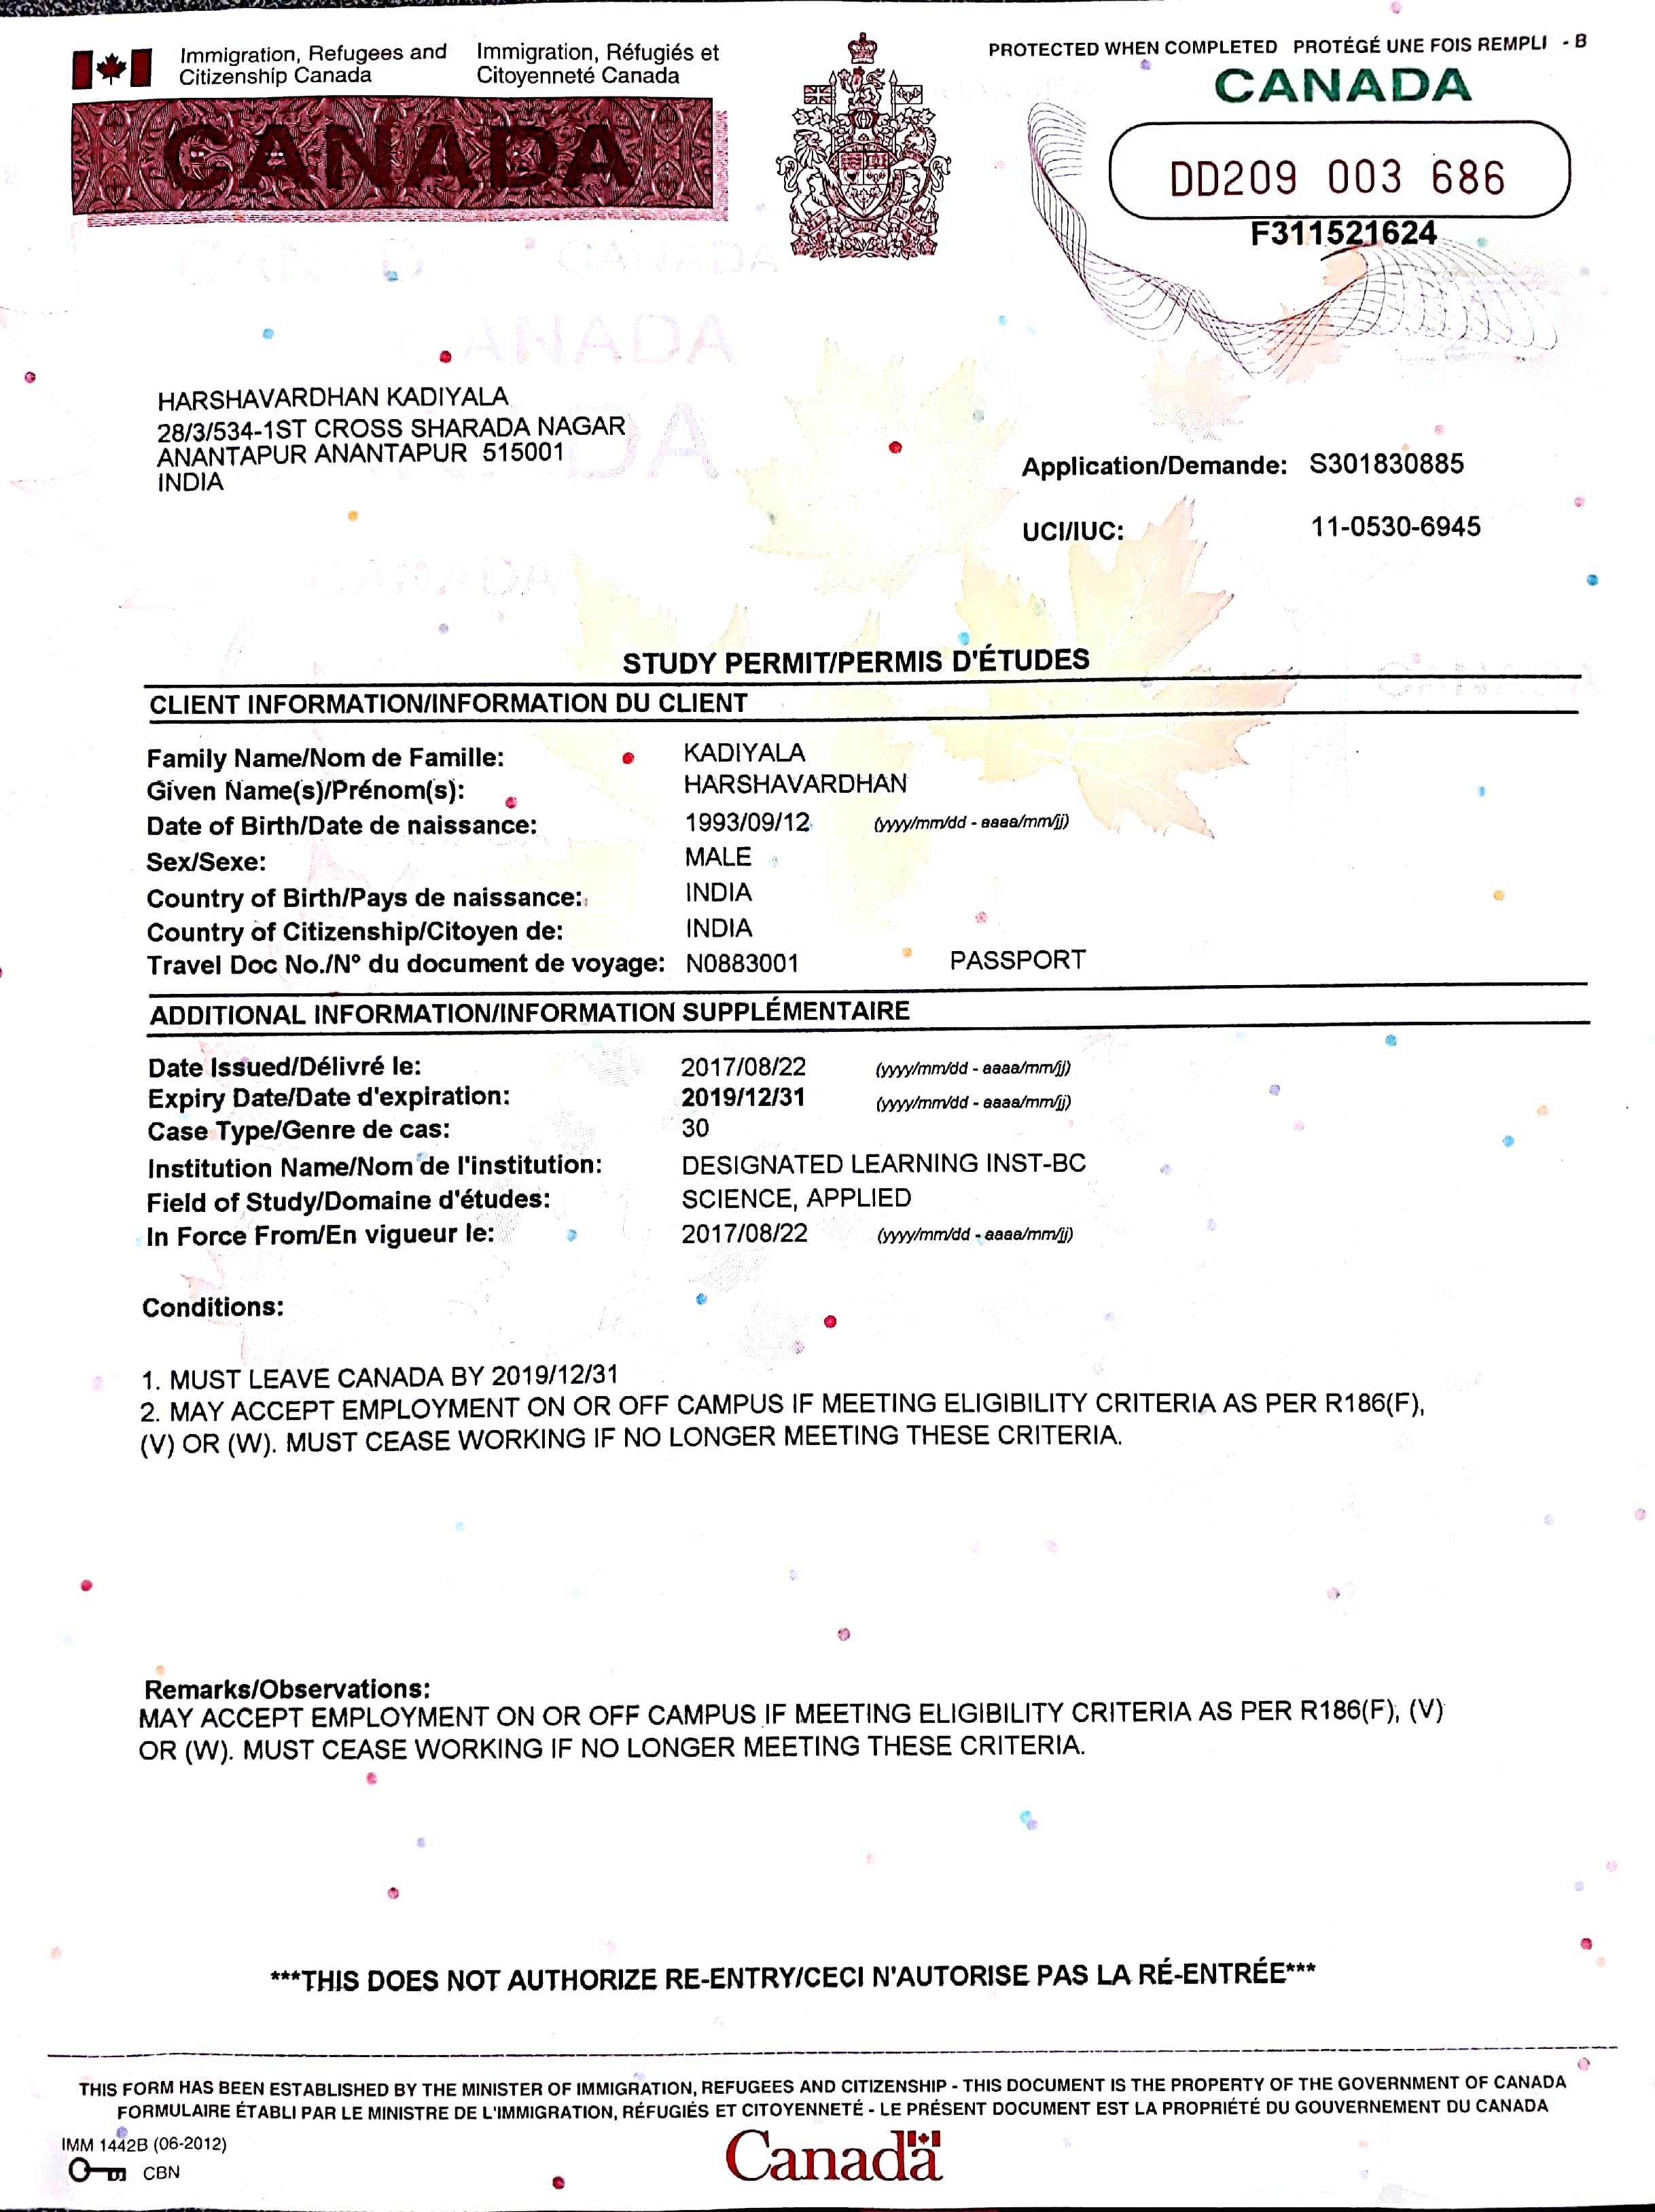 Immigration, Refugees and Citizenship Canada
Immigration, Réfugiés et Citoyenneté Canada
PROTECTED WHEN COMPLETED PROTÉGÉ UNE FOIS REMPLI - B
CANADA
CANADA
DD209 003 686
F311521624
HARSHAVARDHAN KADIYALA
28/3/534-1ST CROSS SHARADA NAGAR
ANANTAPUR ANANTAPUR 515001
INDIA
Application/Demande: S301830885
UCI/IUC: 11-0530-6945
STUDY PERMIT/PERMIS D'ÉTUDES
CLIENT INFORMATION/INFORMATION DU CLIENT
Family Name/Nom de Famille: KADIYALA
Given Name(s)/Prénom(s): HARSHAVARDHAN
Date of Birth/Date de naissance: 1993/09/12 (yyyy/mm/dd - aaaa/mm/jj)
Sex/Sexe: MALE
Country of Birth/Pays de naissance: INDIA
Country of Citizenship/Citoyen de: INDIA
Travel Doc No./N° du document de voyage: N0883001 PASSPORT
ADDITIONAL INFORMATION/INFORMATION SUPPLÉMENTAIRE
Date Issued/Délivré le: 2017/08/22 (yyyy/mm/dd - aaaa/mm/jj)
Expiry Date/Date d'expiration: 2019/12/31 (yyyy/mm/dd - aaaa/mm/jj)
Case Type/Genre de cas: 30
Institution Name/Nom de l'institution: DESIGNATED LEARNING INST-BC
Field of Study/Domaine d'études: SCIENCE, APPLIED
In Force From/En vigueur le: 2017/08/22 (yyyy/mm/dd - aaaa/mm/jj)
Conditions:
1. MUST LEAVE CANADA BY 2019/12/31
2. MAY ACCEPT EMPLOYMENT ON OR OFF CAMPUS IF MEETING ELIGIBILITY CRITERIA AS PER R186(F),
(V) OR (W). MUST CEASE WORKING IF NO LONGER MEETING THESE CRITERIA.
Remarks/Observations:
MAY ACCEPT EMPLOYMENT ON OR OFF CAMPUS IF MEETING ELIGIBILITY CRITERIA AS PER R186(F), (V)
OR (W). MUST CEASE WORKING IF NO LONGER MEETING THESE CRITERIA.
***THIS DOES NOT AUTHORIZE RE-ENTRY/CECI N'AUTORISE PAS LA RÉ-ENTRÉE***
THIS FORM HAS BEEN ESTABLISHED BY THE MINISTER OF IMMIGRATION, REFUGEES AND CITIZENSHIP - THIS DOCUMENT IS THE PROPERTY OF THE GOVERNMENT OF CANADA
FORMULAIRE ÉTABLI PAR LE MINISTRE DE L'IMMIGRATION, RÉFUGIÉS ET CITOYENNETÉ - LE PRÉSENT DOCUMENT EST LA PROPRIÉTÉ DU GOUVERNEMENT DU CANADA
IMM 1442B (06-2012)
CBN
Canada